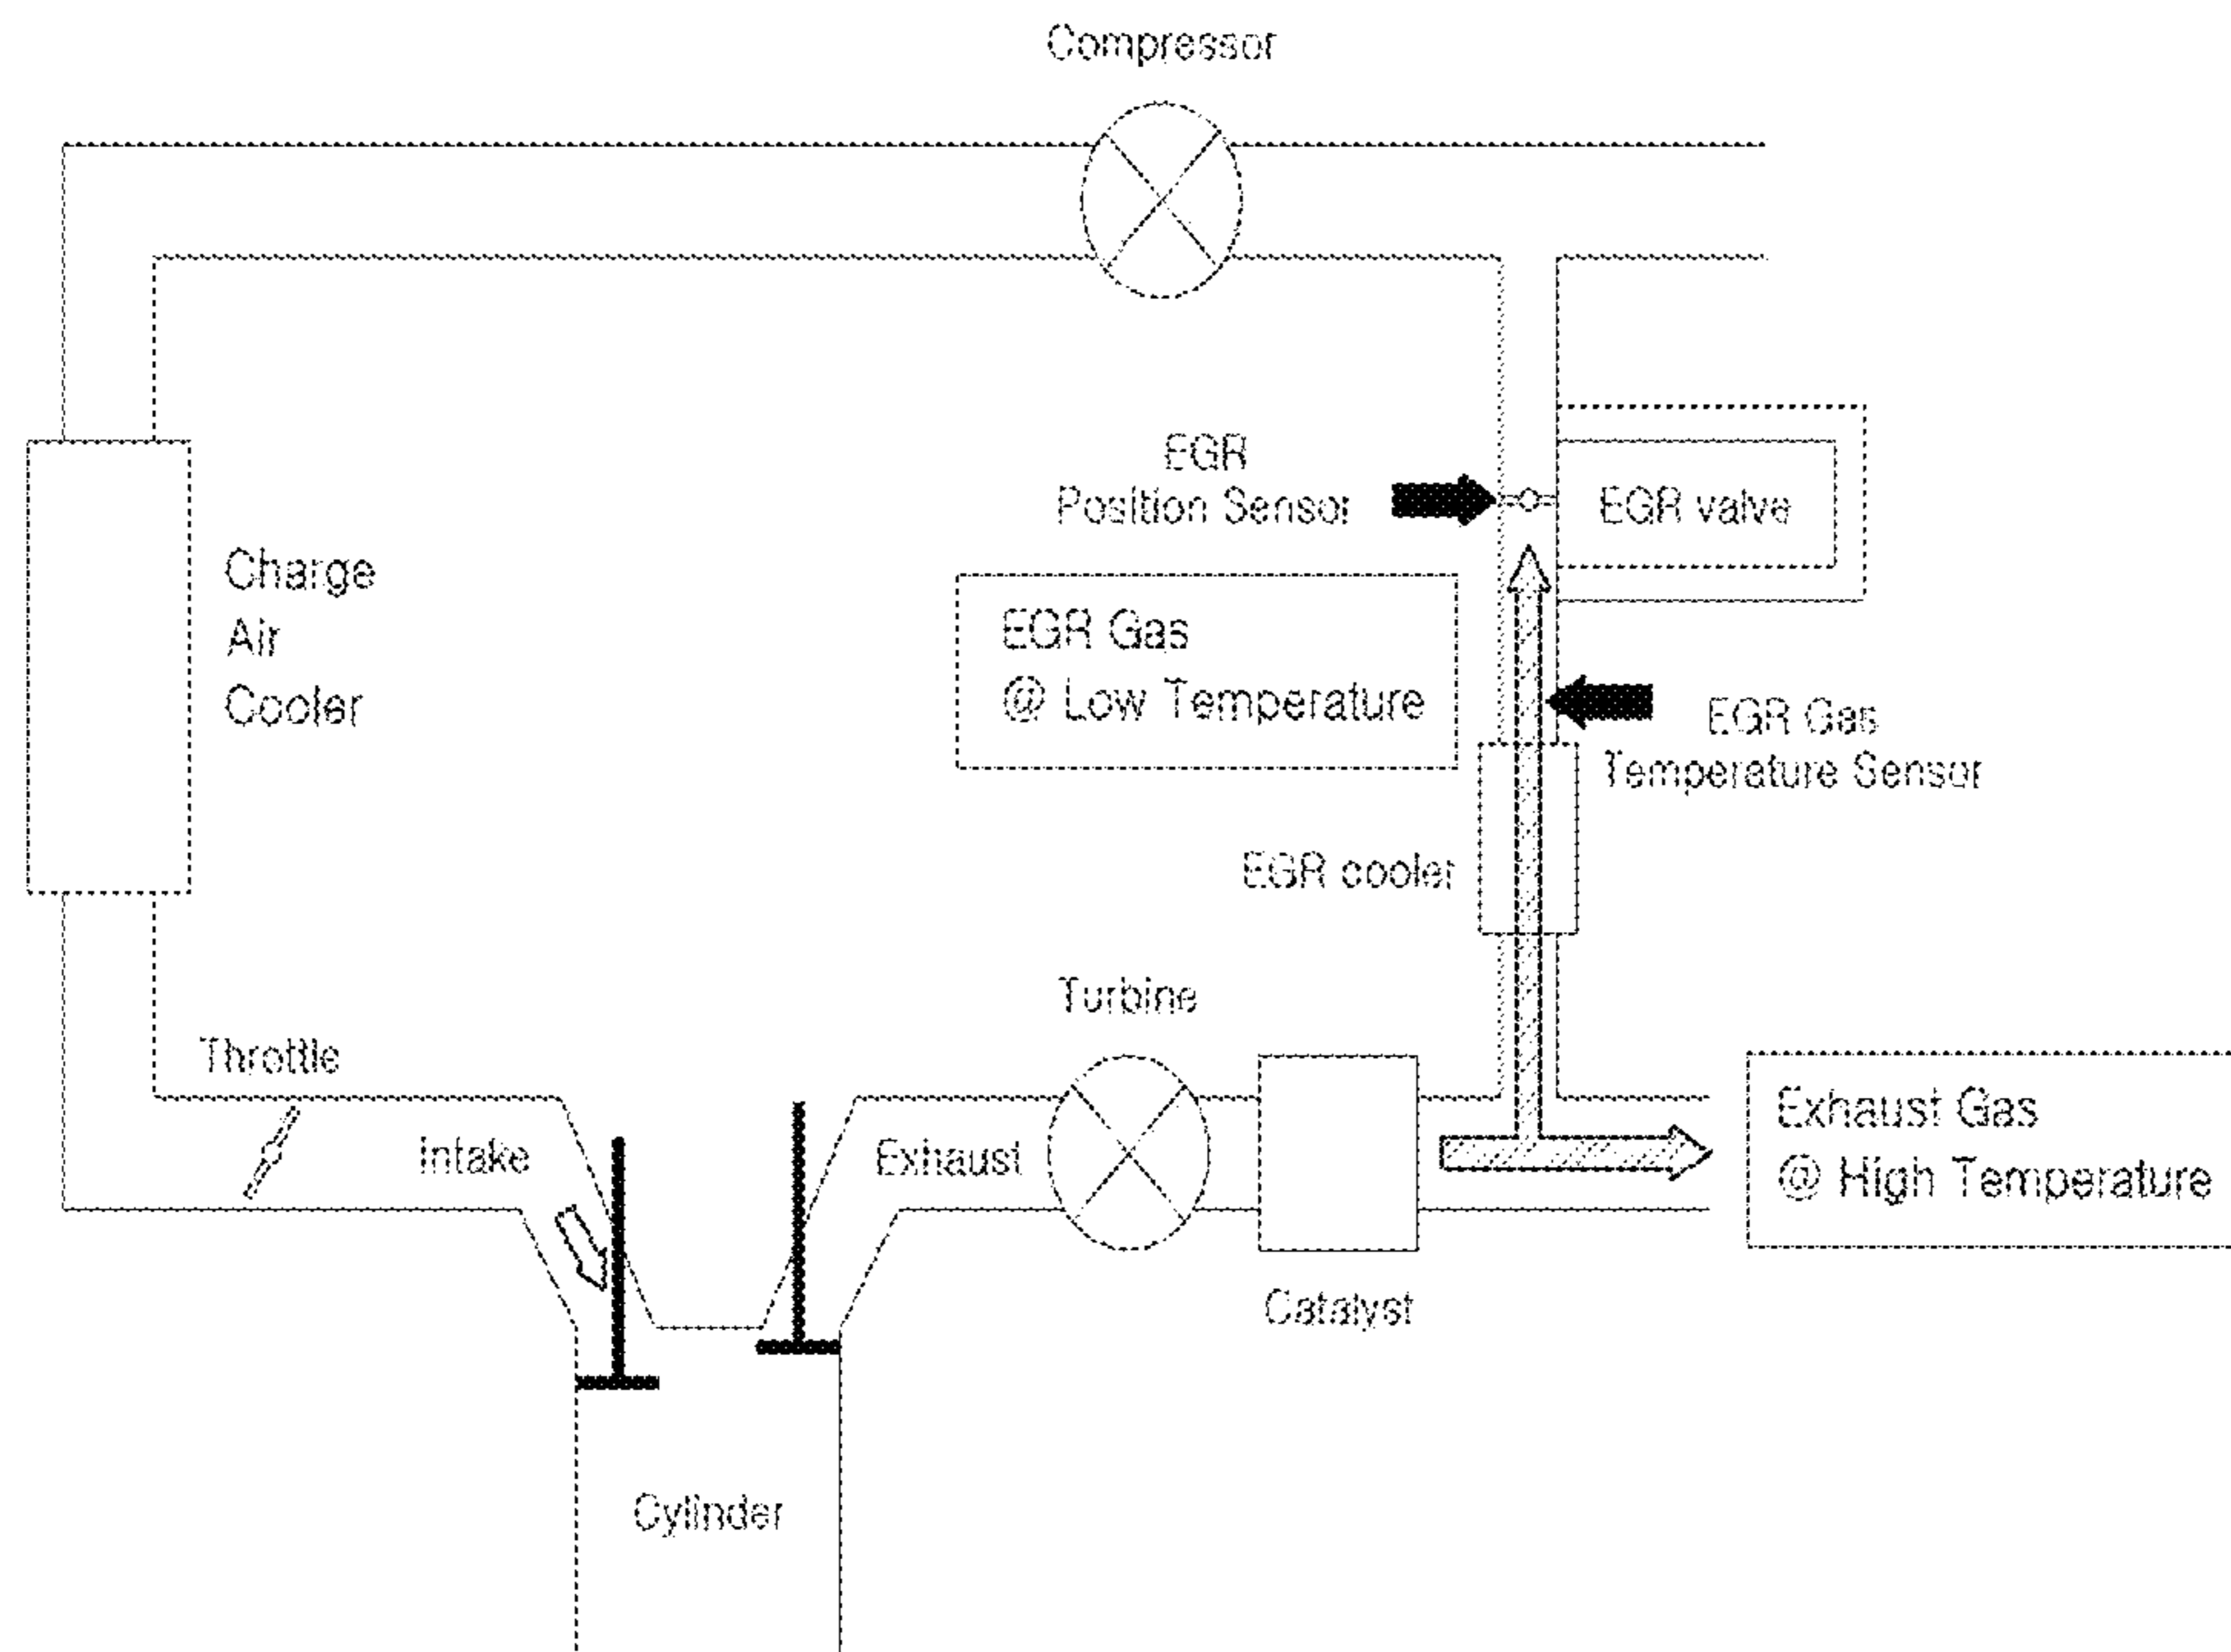 Compressor
EGR
Position Sensor
EGR valve
Charge
Air
Cooler
EGR Gas
@ Low Temperature
EGR Gas
Temperature Sensor
EGR cooler
Turbine
Throttle
Intake
Exhaust
Exhaust Gas
@ High Temperature
Catalyst
Cylinder